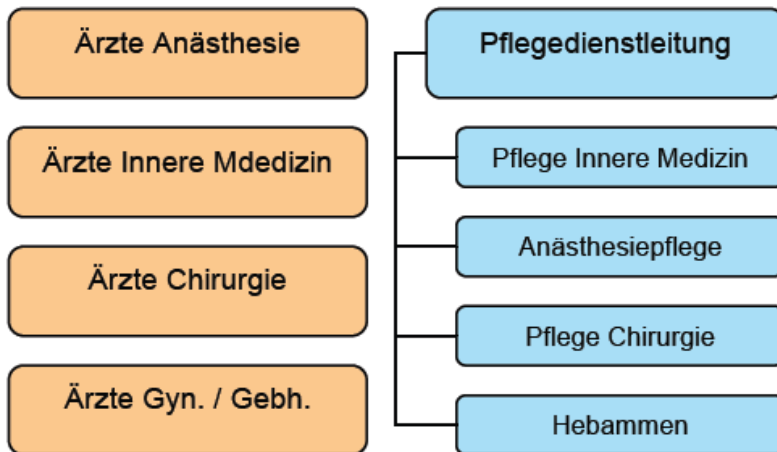 Ärzte Anästhesie
Ärzte Innere Mdedizin
Ärzte Chirurgie
Ärzte Gyn. / Gebh.
Pflegedienstleitung
Pflege Innere Medizin
Anästhesiepflege
Pflege Chirurgie
Hebammen